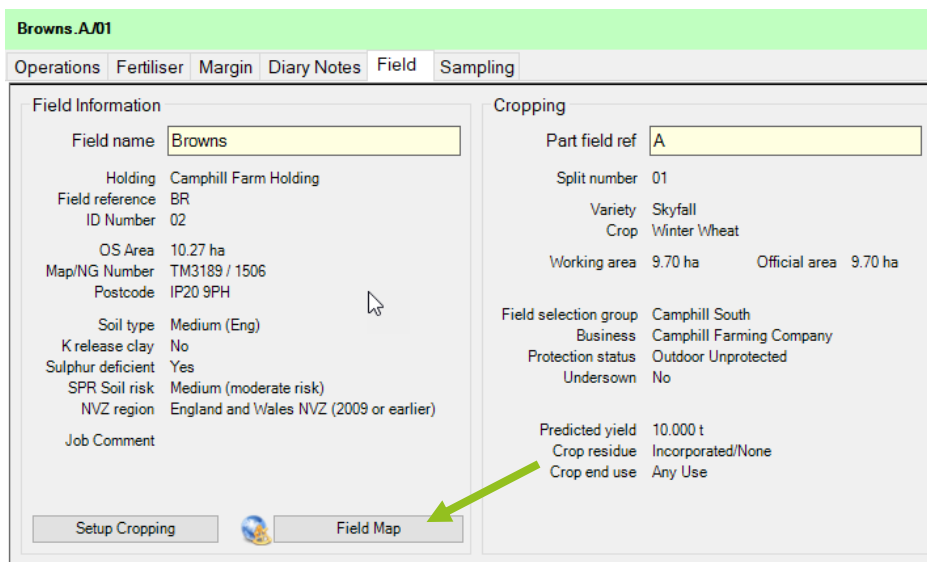 Browns.A/01
Operations Fertiliser Margin Diary Notes Field Sampling
Field Information
Field name Browns
Holding Camphill Farm Holding
Field reference BR
ID Number 02
OS Area 10.27 ha
Map/NG Number TM3189 / 1506
Postcode IP20 9PH
Soil type Medium (Eng)
K release clay No
Sulphur deficient Yes
SPR Soil risk Medium (moderate risk)
NVZ region England and Wales NVZ (2009 or earlier)
Job Comment
Setup Cropping Field Map
Cropping
Part field ref A
Split number 01
Variety Skyfall
Crop Winter Wheat
Working area 9.70 ha Official area 9.70 ha
Field selection group Camphill South
Business Camphill Farming Company
Protection status Outdoor Unprotected
Undersown No
Predicted yield 10.000 t
Crop residue Incorporated/None
Crop end use Any Use